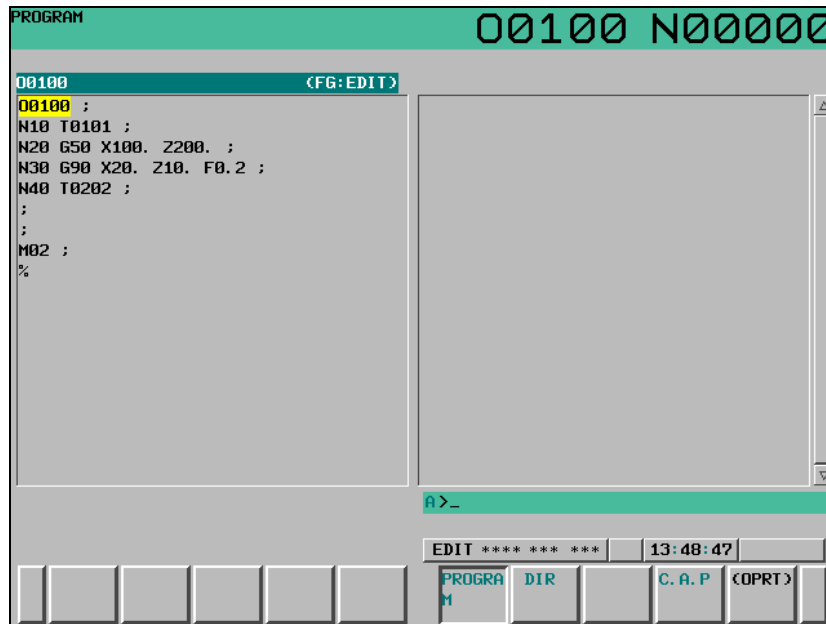 PROGRAM
O0100 N00000
O0100 (FG:EDIT)
O0100 ;
N10 T0101 ;
N20 G50 X100. Z200. ;
N30 G90 X20. Z10. F0.2 ;
N40 T0202 ;
;
;
M02 ;
%
A>_
EDIT **** *** *** 13:48:47
PROGRAM DIR C.A.P (OPRT)